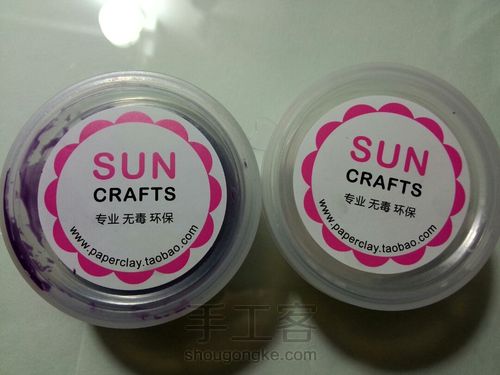 SUN
CRAFTS
专业 无毒 环保
www.paperclay.taobao.com
SUN
CRAFTS
专业 无毒 环保
www.paperclay.taobao.com
手工客
shougongke.com